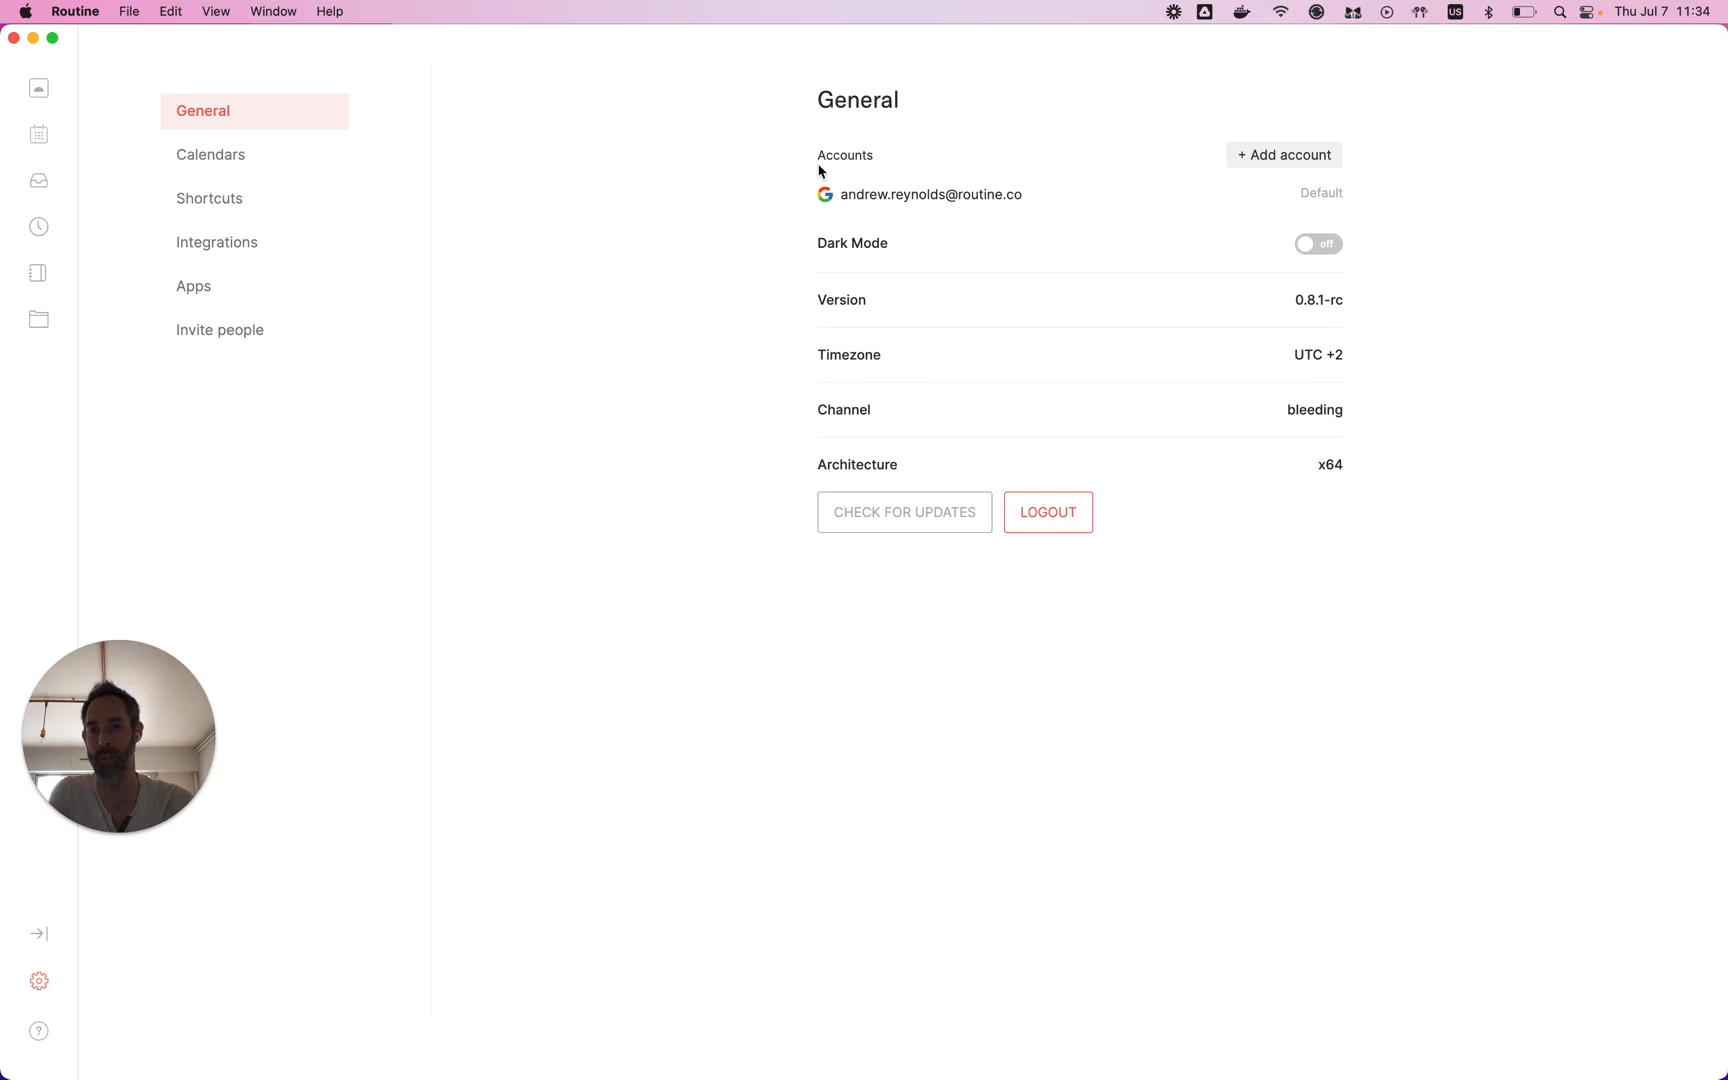 Routine File Edit View Window Help
US Thu Jul 7 11:34
General
Calendars
Shortcuts
Integrations
Apps
Invite people
General
Accounts
+ Add account
andrew.reynolds@routine.co
Default
Dark Mode
off
Version
0.8.1-rc
Timezone
UTC +2
Channel
bleeding
Architecture
x64
CHECK FOR UPDATES
LOGOUT
?